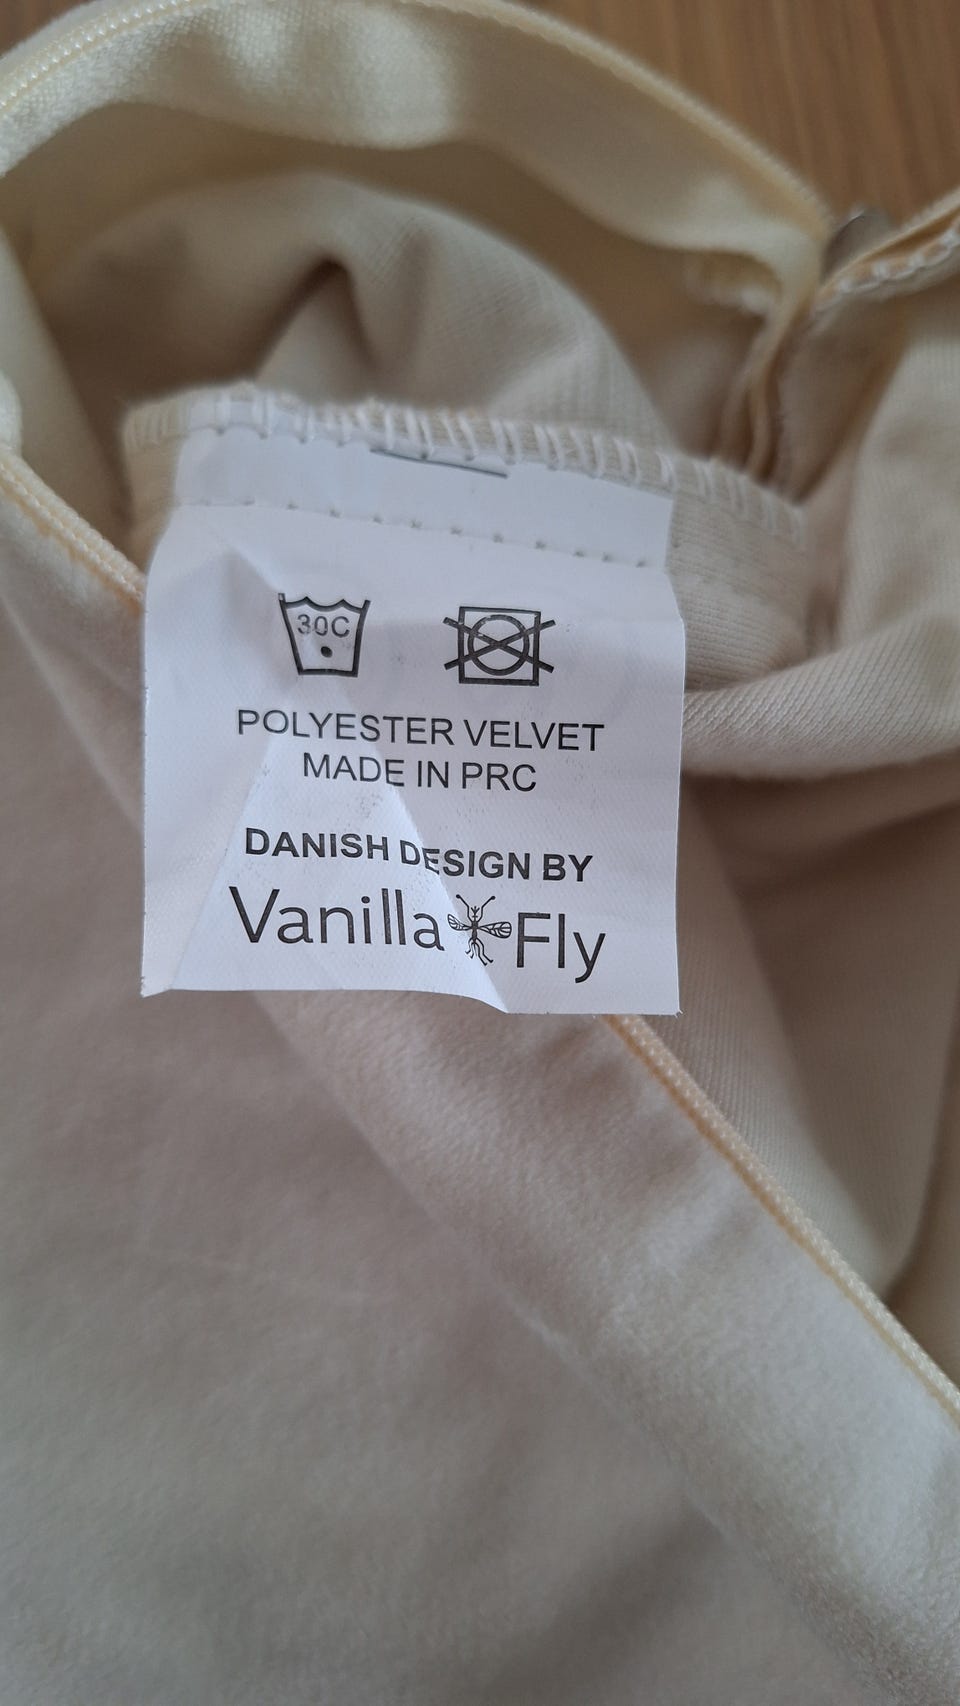 30C
POLYESTER VELVET
MADE IN PRC
DANISH DESIGN BY
Vanilla Fly